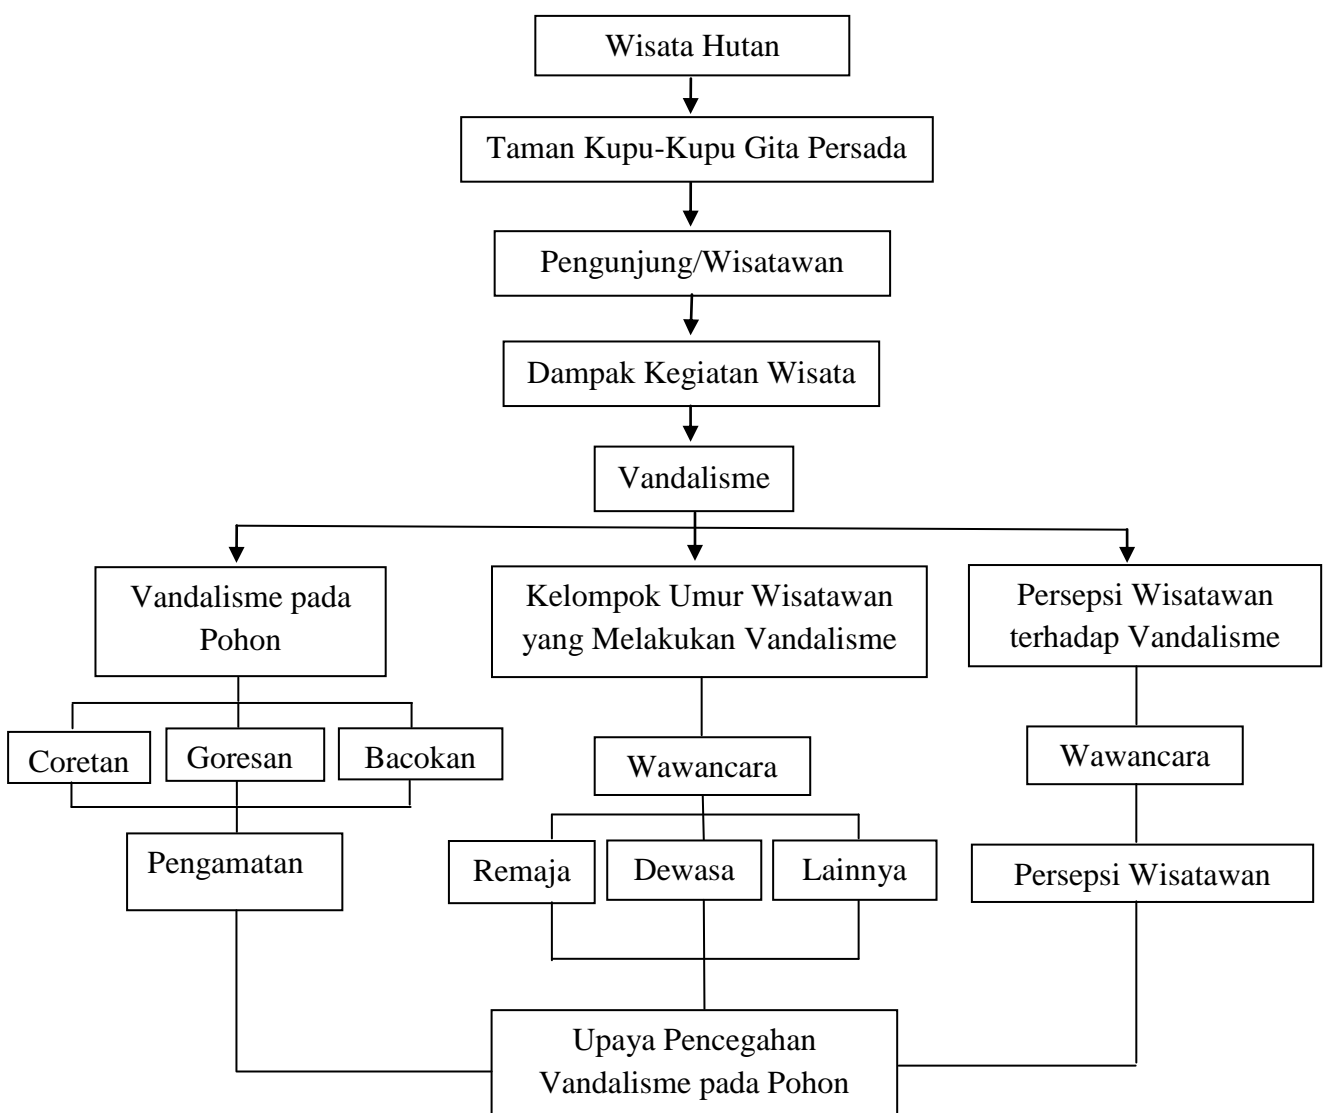 Wisata Hutan
Taman Kupu-Kupu Gita Persada
Pengunjung/Wisatawan
Dampak Kegiatan Wisata
Vandalisme
Vandalisme pada
Pohon
Kelompok Umur Wisatawan
yang Melakukan Vandalisme
Persepsi Wisatawan
terhadap Vandalisme
Coretan
Goresan
Bacokan
Wawancara
Wawancara
Pengamatan
Remaja
Dewasa
Lainnya
Persepsi Wisatawan
Upaya Pencegahan
Vandalisme pada Pohon